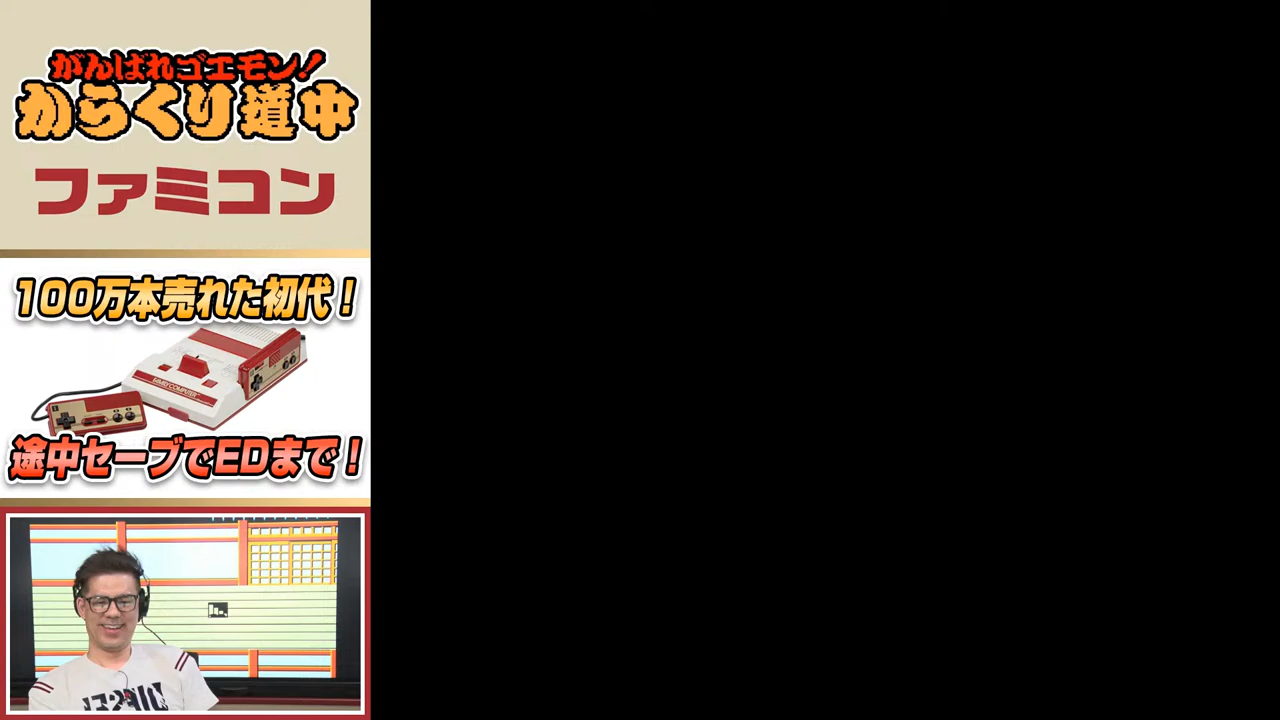 がんばれゴエモン!
からくり道中
ファミコン
100万本売れた初代!
FAMILY COMPUTER
途中セーブでEDまで!